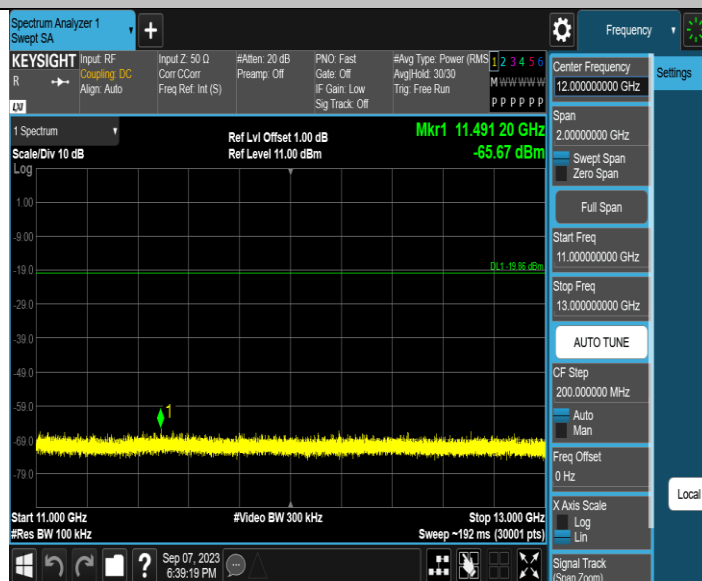 Spectrum Analyzer 1
Swept SA
+
Frequency
KEYSIGHT
R
LXI
Input: RF
Coupling: DC
Align: Auto
Input Z: 50 Ω
Corr CCorr
Freq Ref: Int (S)
#Atten: 20 dB
Preamp: Off
PNO: Fast
Gate: Off
IF Gain: Low
Sig Track: Off
#Avg Type: Power (RMS
Avg|Hold: 30/30
Trig: Free Run
1 2 3 4 5 6
M W W W W W
P P P P P P
1 Spectrum
Scale/Div 10 dB
Log
Ref Lvl Offset 1.00 dB
Ref Level 11.00 dBm
Mkr1 11.491 20 GHz
-65.67 dBm
1.00
-9.00
-19.0
-29.0
-39.0
-49.0
-59.0
-69.0
-79.0
DL1 -19.86 dBm
1
Start 11.000 GHz
#Res BW 100 kHz
#Video BW 300 kHz
Stop 13.000 GHz
Sweep ~192 ms (30001 pts)
?
Sep 07, 2023
6:39:19 PM
Center Frequency
12.000000000 GHz
Span
2.00000000 GHz
Swept Span
Zero Span
Full Span
Start Freq
11.000000000 GHz
Stop Freq
13.000000000 GHz
AUTO TUNE
CF Step
200.000000 MHz
Auto
Man
Freq Offset
0 Hz
X Axis Scale
Log
Lin
Signal Track
(Span Zoom)
Settings
Local